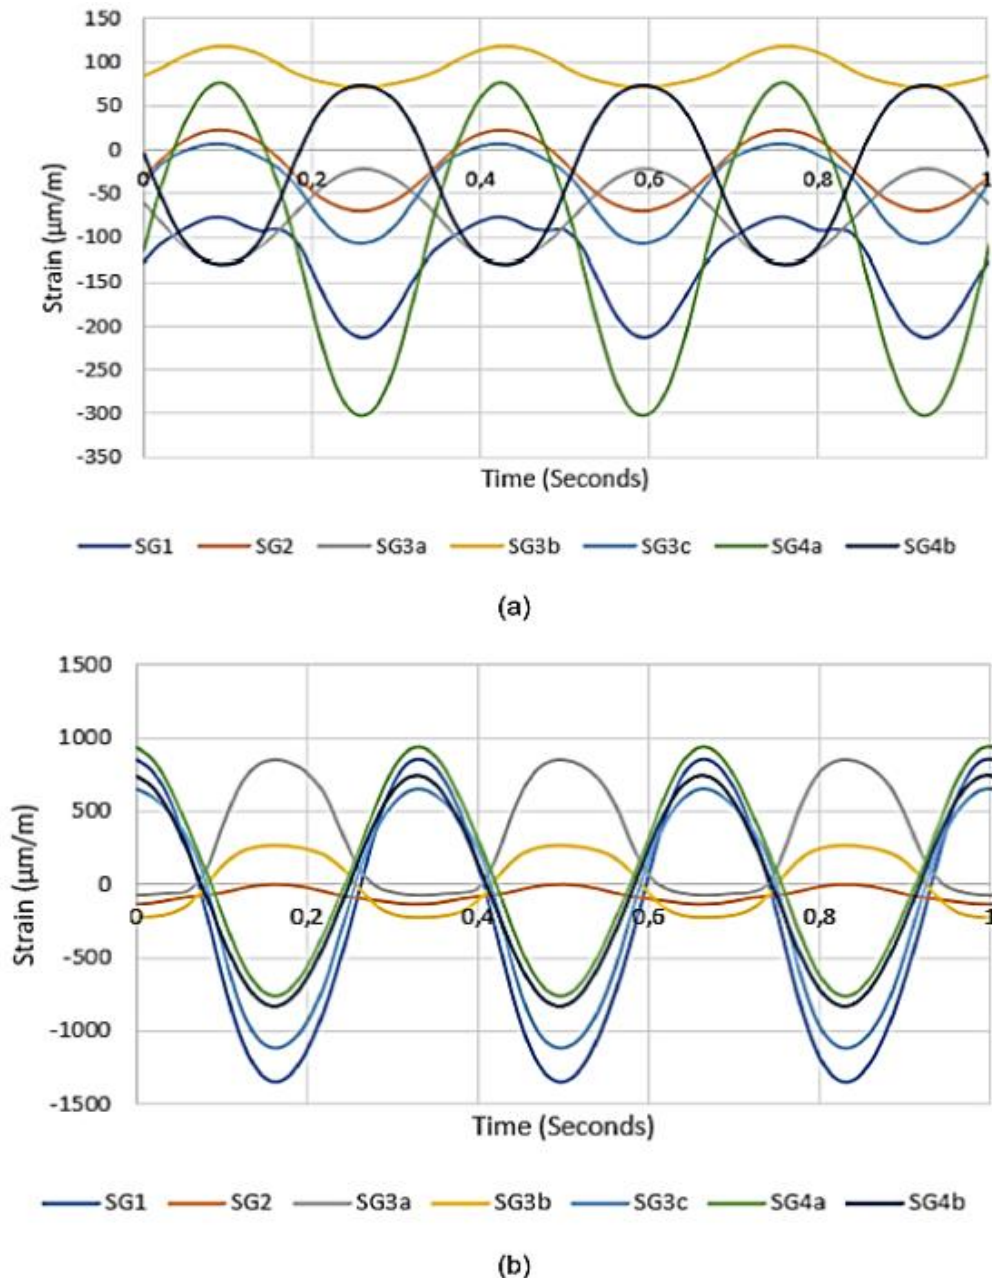 150
100
50
0
-50
-100
-150
-200
-250
-300
-350
Strain (μm/m)
0 0,2 0,4 0,6 0,8 1
Time (Seconds)
SG1 SG2 SG3a SG3b SG3c SG4a SG4b
(a)
1500
1000
500
0
-500
-1000
-1500
Strain (μm/m)
0 0,2 0,4 0,6 0,8 1
Time (Seconds)
SG1 SG2 SG3a SG3b SG3c SG4a SG4b
(b)